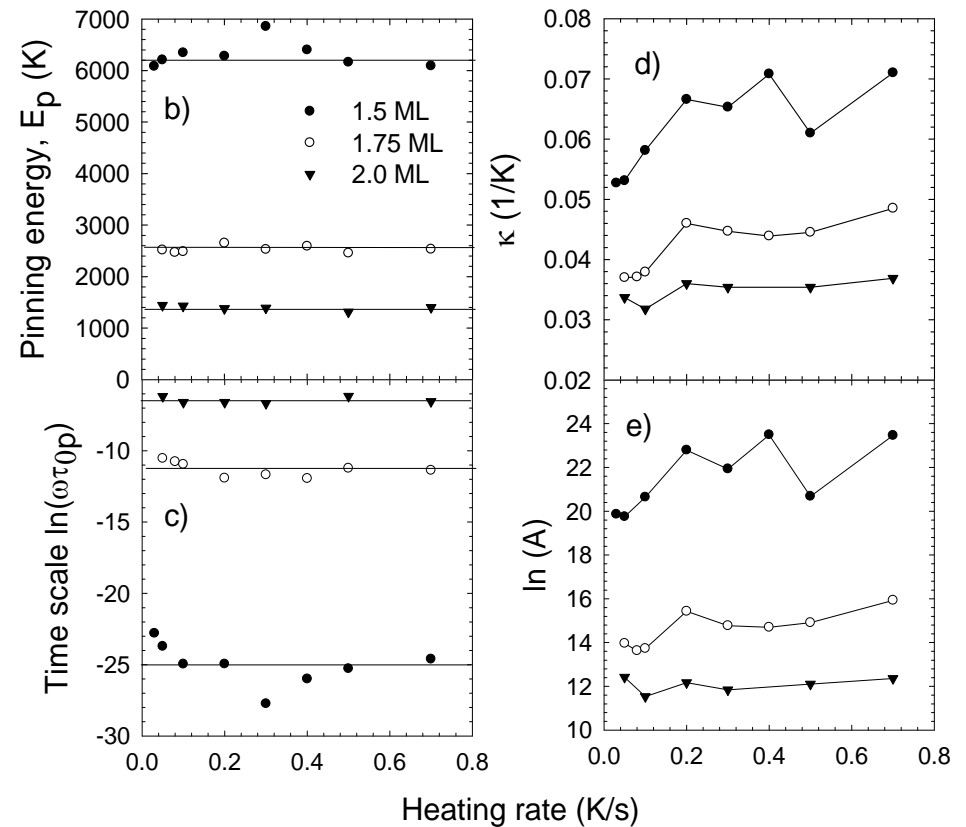 7000
6000
5000
4000
3000
2000
1000
0
Pinning energy, Ep (K)
b)
1.5 ML
1.75 ML
2.0 ML
-10
-15
-20
-25
-30
Time scale ln(ωτ0p)
c)
0.0 0.2 0.4 0.6 0.8
0.08
0.07
0.06
0.05
0.04
0.03
0.02
κ (1/K)
d)
24
22
20
18
16
14
12
10
ln (A)
e)
0.0 0.2 0.4 0.6 0.8
Heating rate (K/s)